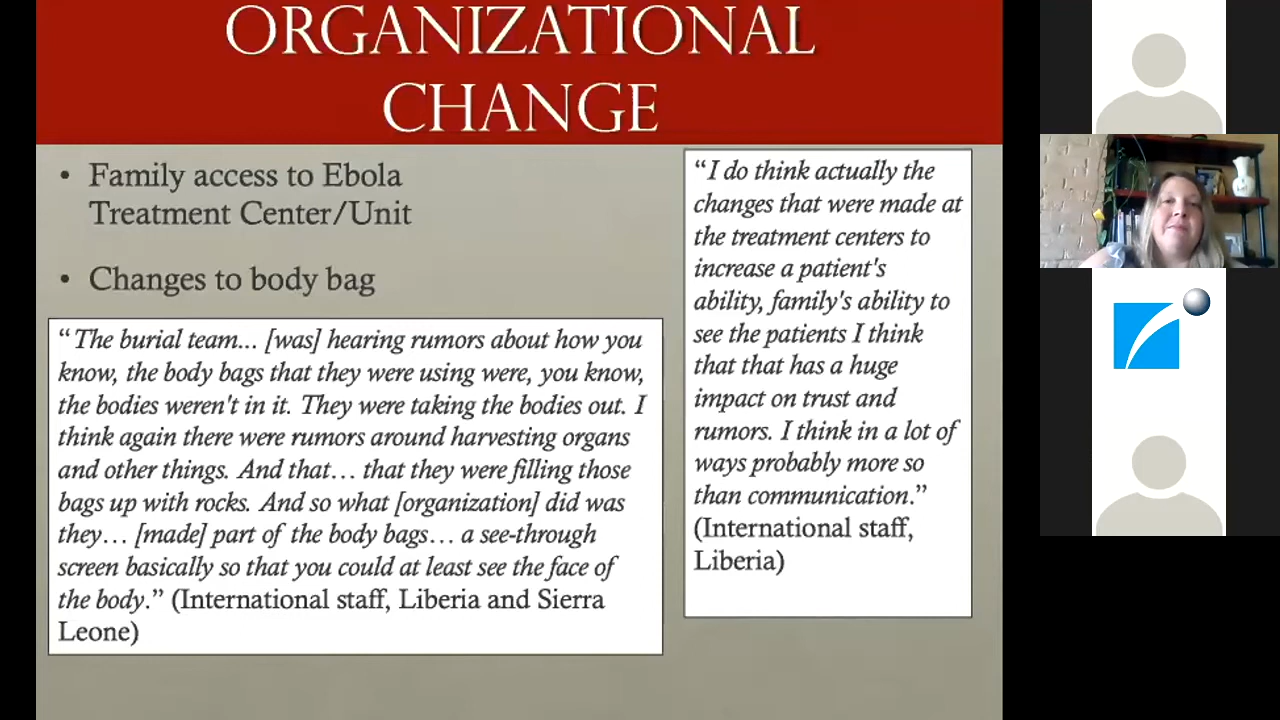 ORGANIZATIONAL
CHANGE
• Family access to Ebola
Treatment Center/Unit
• Changes to body bag
“The burial team... [was] hearing rumors about how you
know, the body bags that they were using were, you know,
the bodies weren't in it. They were taking the bodies out. I
think again there were rumors around harvesting organs
and other things. And that… that they were filling those
bags up with rocks. And so what [organization] did was
they… [made] part of the body bags… a see-through
screen basically so that you could at least see the face of
the body.” (International staff, Liberia and Sierra
Leone)
“I do think actually the
changes that were made at
the treatment centers to
increase a patient's
ability, family's ability to
see the patients I think
that that has a huge
impact on trust and
rumors. I think in a lot of
ways probably more so
than communication.”
(International staff,
Liberia)